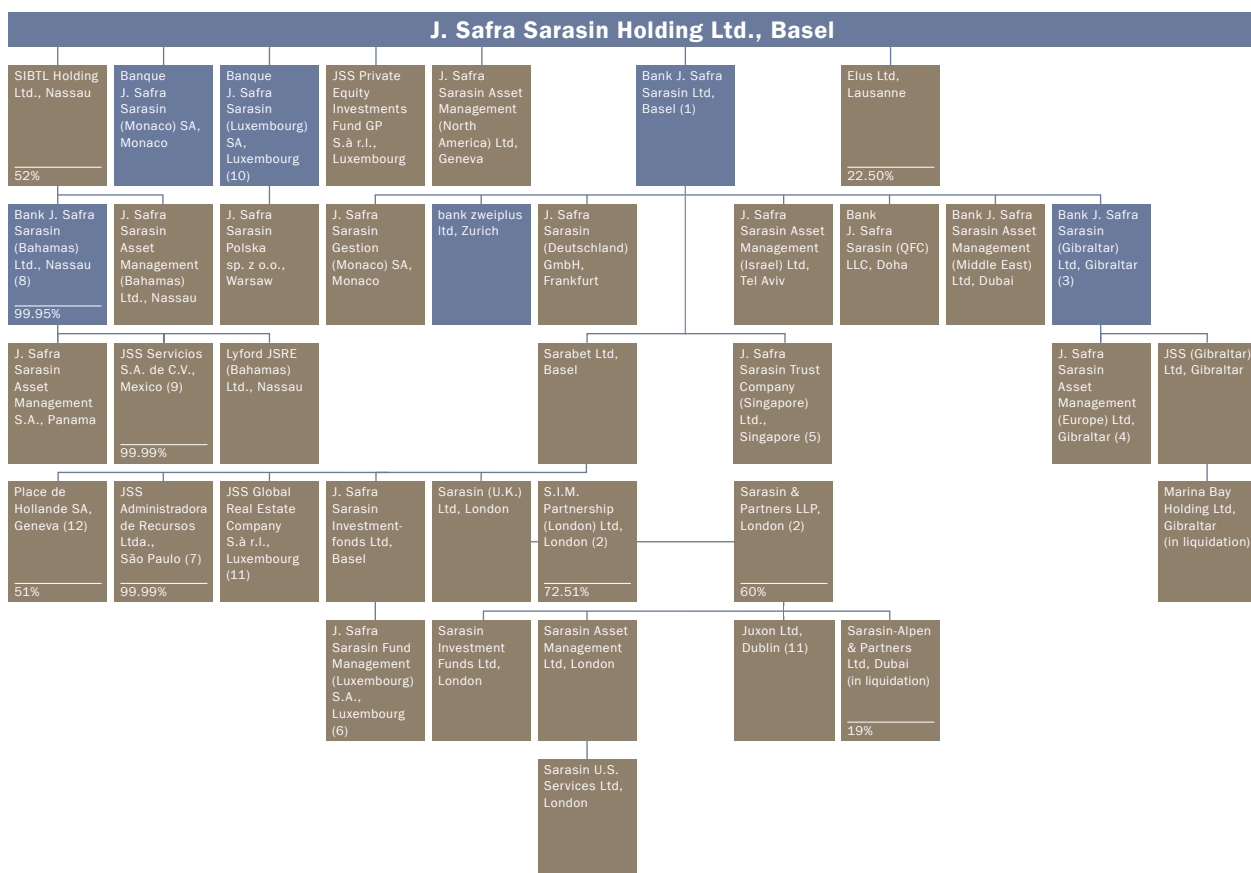 J. Safra Sarasin Holding Ltd., Basel
SIBTL Holding
Ltd., Nassau
52%
Banque
J. Safra
Sarasin
(Monaco) SA,
Monaco
Banque
J. Safra
Sarasin
(Luxembourg)
SA,
Luxembourg
(10)
JSS Private
Equity
Investments
Fund GP
S.à r.l.,
Luxembourg
J. Safra
Sarasin Asset
Management
(North
America) Ltd,
Geneva
Bank J. Safra
Sarasin Ltd,
Basel (1)
Elus Ltd,
Lausanne
22.50%
Bank J. Safra
Sarasin
(Bahamas)
Ltd., Nassau
(8)
99.95%
J. Safra
Sarasin
Asset
Management
(Bahamas)
Ltd., Nassau
J. Safra
Sarasin
Polska
sp. z o.o.,
Warsaw
J. Safra
Sarasin
Gestion
(Monaco) SA,
Monaco
bank zweiplus
ltd, Zurich
J. Safra
Sarasin
(Deutschland)
GmbH,
Frankfurt
J. Safra
Sarasin Asset
Management
(Israel) Ltd,
Tel Aviv
Bank
J. Safra
Sarasin (QFC)
LLC, Doha
Bank J. Safra
Sarasin Asset
Management
(Middle East)
Ltd, Dubai
Bank J. Safra
Sarasin
(Gibraltar)
Ltd, Gibraltar
(3)
J. Safra
Sarasin
Asset
Management
S.A., Panama
JSS Servicios
S.A. de C.V.,
Mexico (9)
99.99%
Lyford JSRE
(Bahamas)
Ltd., Nassau
Sarabet Ltd,
Basel
J. Safra
Sarasin Trust
Company
(Singapore)
Ltd.,
Singapore (5)
J. Safra
Sarasin
Asset
Management
(Europe) Ltd,
Gibraltar (4)
JSS (Gibraltar)
Ltd, Gibraltar
Place de
Hollande SA,
Geneva (12)
51%
JSS
Administradora
de Recursos
Ltda.,
São Paulo (7)
99.99%
JSS Global
Real Estate
Company
S.à r.l.,
Luxembourg
(11)
J. Safra
Sarasin
Investment-
fonds Ltd,
Basel
Sarasin (U.K.)
Ltd, London
S.I.M.
Partnership
(London) Ltd,
London (2)
72.51%
Sarasin &
Partners LLP,
London (2)
60%
Marina Bay
Holding Ltd,
Gibraltar
(in liquidation)
J. Safra
Sarasin Fund
Management
(Luxembourg)
S.A.,
Luxembourg
(6)
Sarasin
Investment
Funds Ltd,
London
Sarasin Asset
Management
Ltd, London
Juxon Ltd,
Dublin (11)
Sarasin-Alpen
& Partners
Ltd, Dubai
(in liquidation)
19%
Sarasin U.S.
Services Ltd,
London